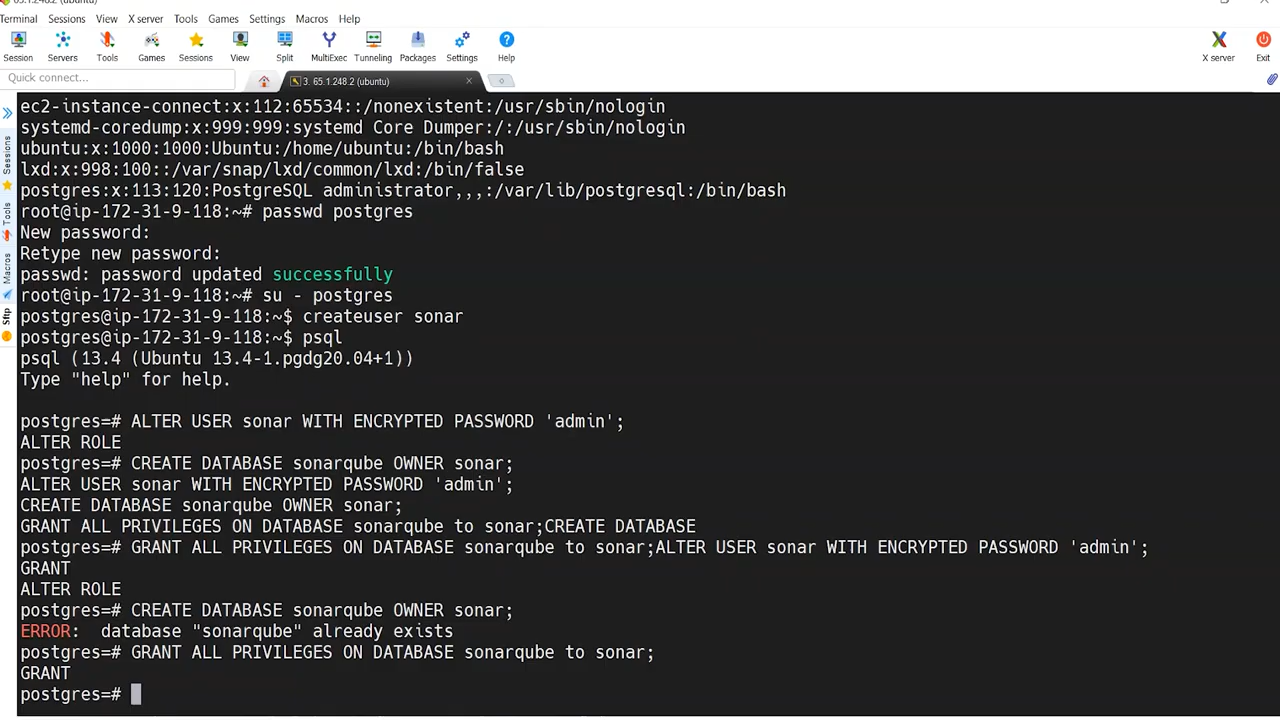 65.1.248.2 (ubuntu)
Terminal Sessions View X server Tools Games Settings Macros Help
Session Servers Tools Games Sessions View Split MultiExec Tunneling Packages Settings Help X server Exit
Quick connect...
3. 65.1.248.2 (ubuntu)
Sessions
Tools
Macros
Sftp
ec2-instance-connect:x:112:65534::/nonexistent:/usr/sbin/nologin
systemd-coredump:x:999:999:systemd Core Dumper:/:/usr/sbin/nologin
ubuntu:x:1000:1000:Ubuntu:/home/ubuntu:/bin/bash
lxd:x:998:100::/var/snap/lxd/common/lxd:/bin/false
postgres:x:113:120:PostgreSQL administrator,,,:/var/lib/postgresql:/bin/bash
root@ip-172-31-9-118:~# passwd postgres
New password:
Retype new password:
passwd: password updated successfully
root@ip-172-31-9-118:~# su - postgres
postgres@ip-172-31-9-118:~$ createuser sonar
postgres@ip-172-31-9-118:~$ psql
psql (13.4 (Ubuntu 13.4-1.pgdg20.04+1))
Type "help" for help.
postgres=# ALTER USER sonar WITH ENCRYPTED PASSWORD 'admin';
ALTER ROLE
postgres=# CREATE DATABASE sonarqube OWNER sonar;
ALTER USER sonar WITH ENCRYPTED PASSWORD 'admin';
CREATE DATABASE sonarqube OWNER sonar;
GRANT ALL PRIVILEGES ON DATABASE sonarqube to sonar;CREATE DATABASE
postgres=# GRANT ALL PRIVILEGES ON DATABASE sonarqube to sonar;ALTER USER sonar WITH ENCRYPTED PASSWORD 'admin';
GRANT
ALTER ROLE
postgres=# CREATE DATABASE sonarqube OWNER sonar;
ERROR:  database "sonarqube" already exists
postgres=# GRANT ALL PRIVILEGES ON DATABASE sonarqube to sonar;
GRANT
postgres=#